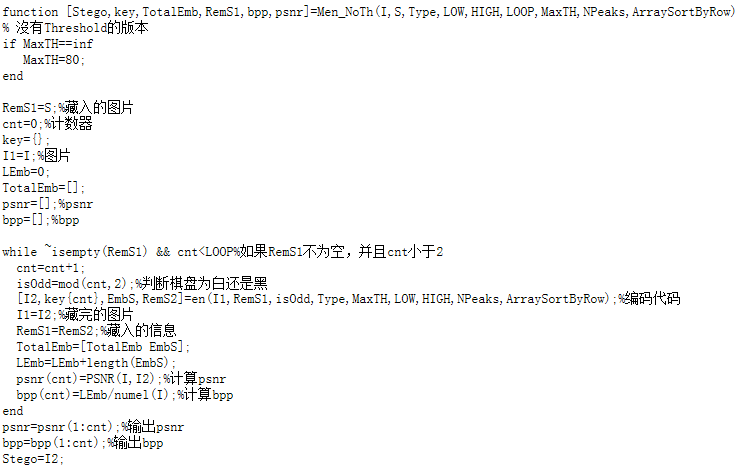 function [Stego,key,TotalEmb,RemS1,bpp,psnr]=Men_NoTh(I,S,Type,LOW,HIGH,LOOP,MaxTH,NPeaks,ArraySortByRow)
% 沒有Threshold的版本
if MaxTH==inf
MaxTH=80;
end
RemS1=S;%藏入的图片
cnt=0;%计数器
key={};
I1=I;%图片
LEmb=0;
TotalEmb=[];
psnr=[];%psnr
bpp=[];%bpp
while ~isempty(RemS1) && cnt<LOOP%如果RemS1不为空，并且cnt小于2
cnt=cnt+1;
isOdd=mod(cnt,2);%判断棋盘为白还是黑
[I2,key{cnt},EmbS,RemS2]=en(I1,RemS1,isOdd,Type,MaxTH,LOW,HIGH,NPeaks,ArraySortByRow);%编码代码
I1=I2;%藏完的图片
RemS1=RemS2;%藏入的信息
TotalEmb=[TotalEmb EmbS];
LEmb=LEmb+length(EmbS);
psnr(cnt)=PSNR(I,I2);%计算psnr
bpp(cnt)=LEmb/numel(I);%计算bpp
end
psnr=psnr(1:cnt);%输出psnr
bpp=bpp(1:cnt);%输出bpp
Stego=I2;